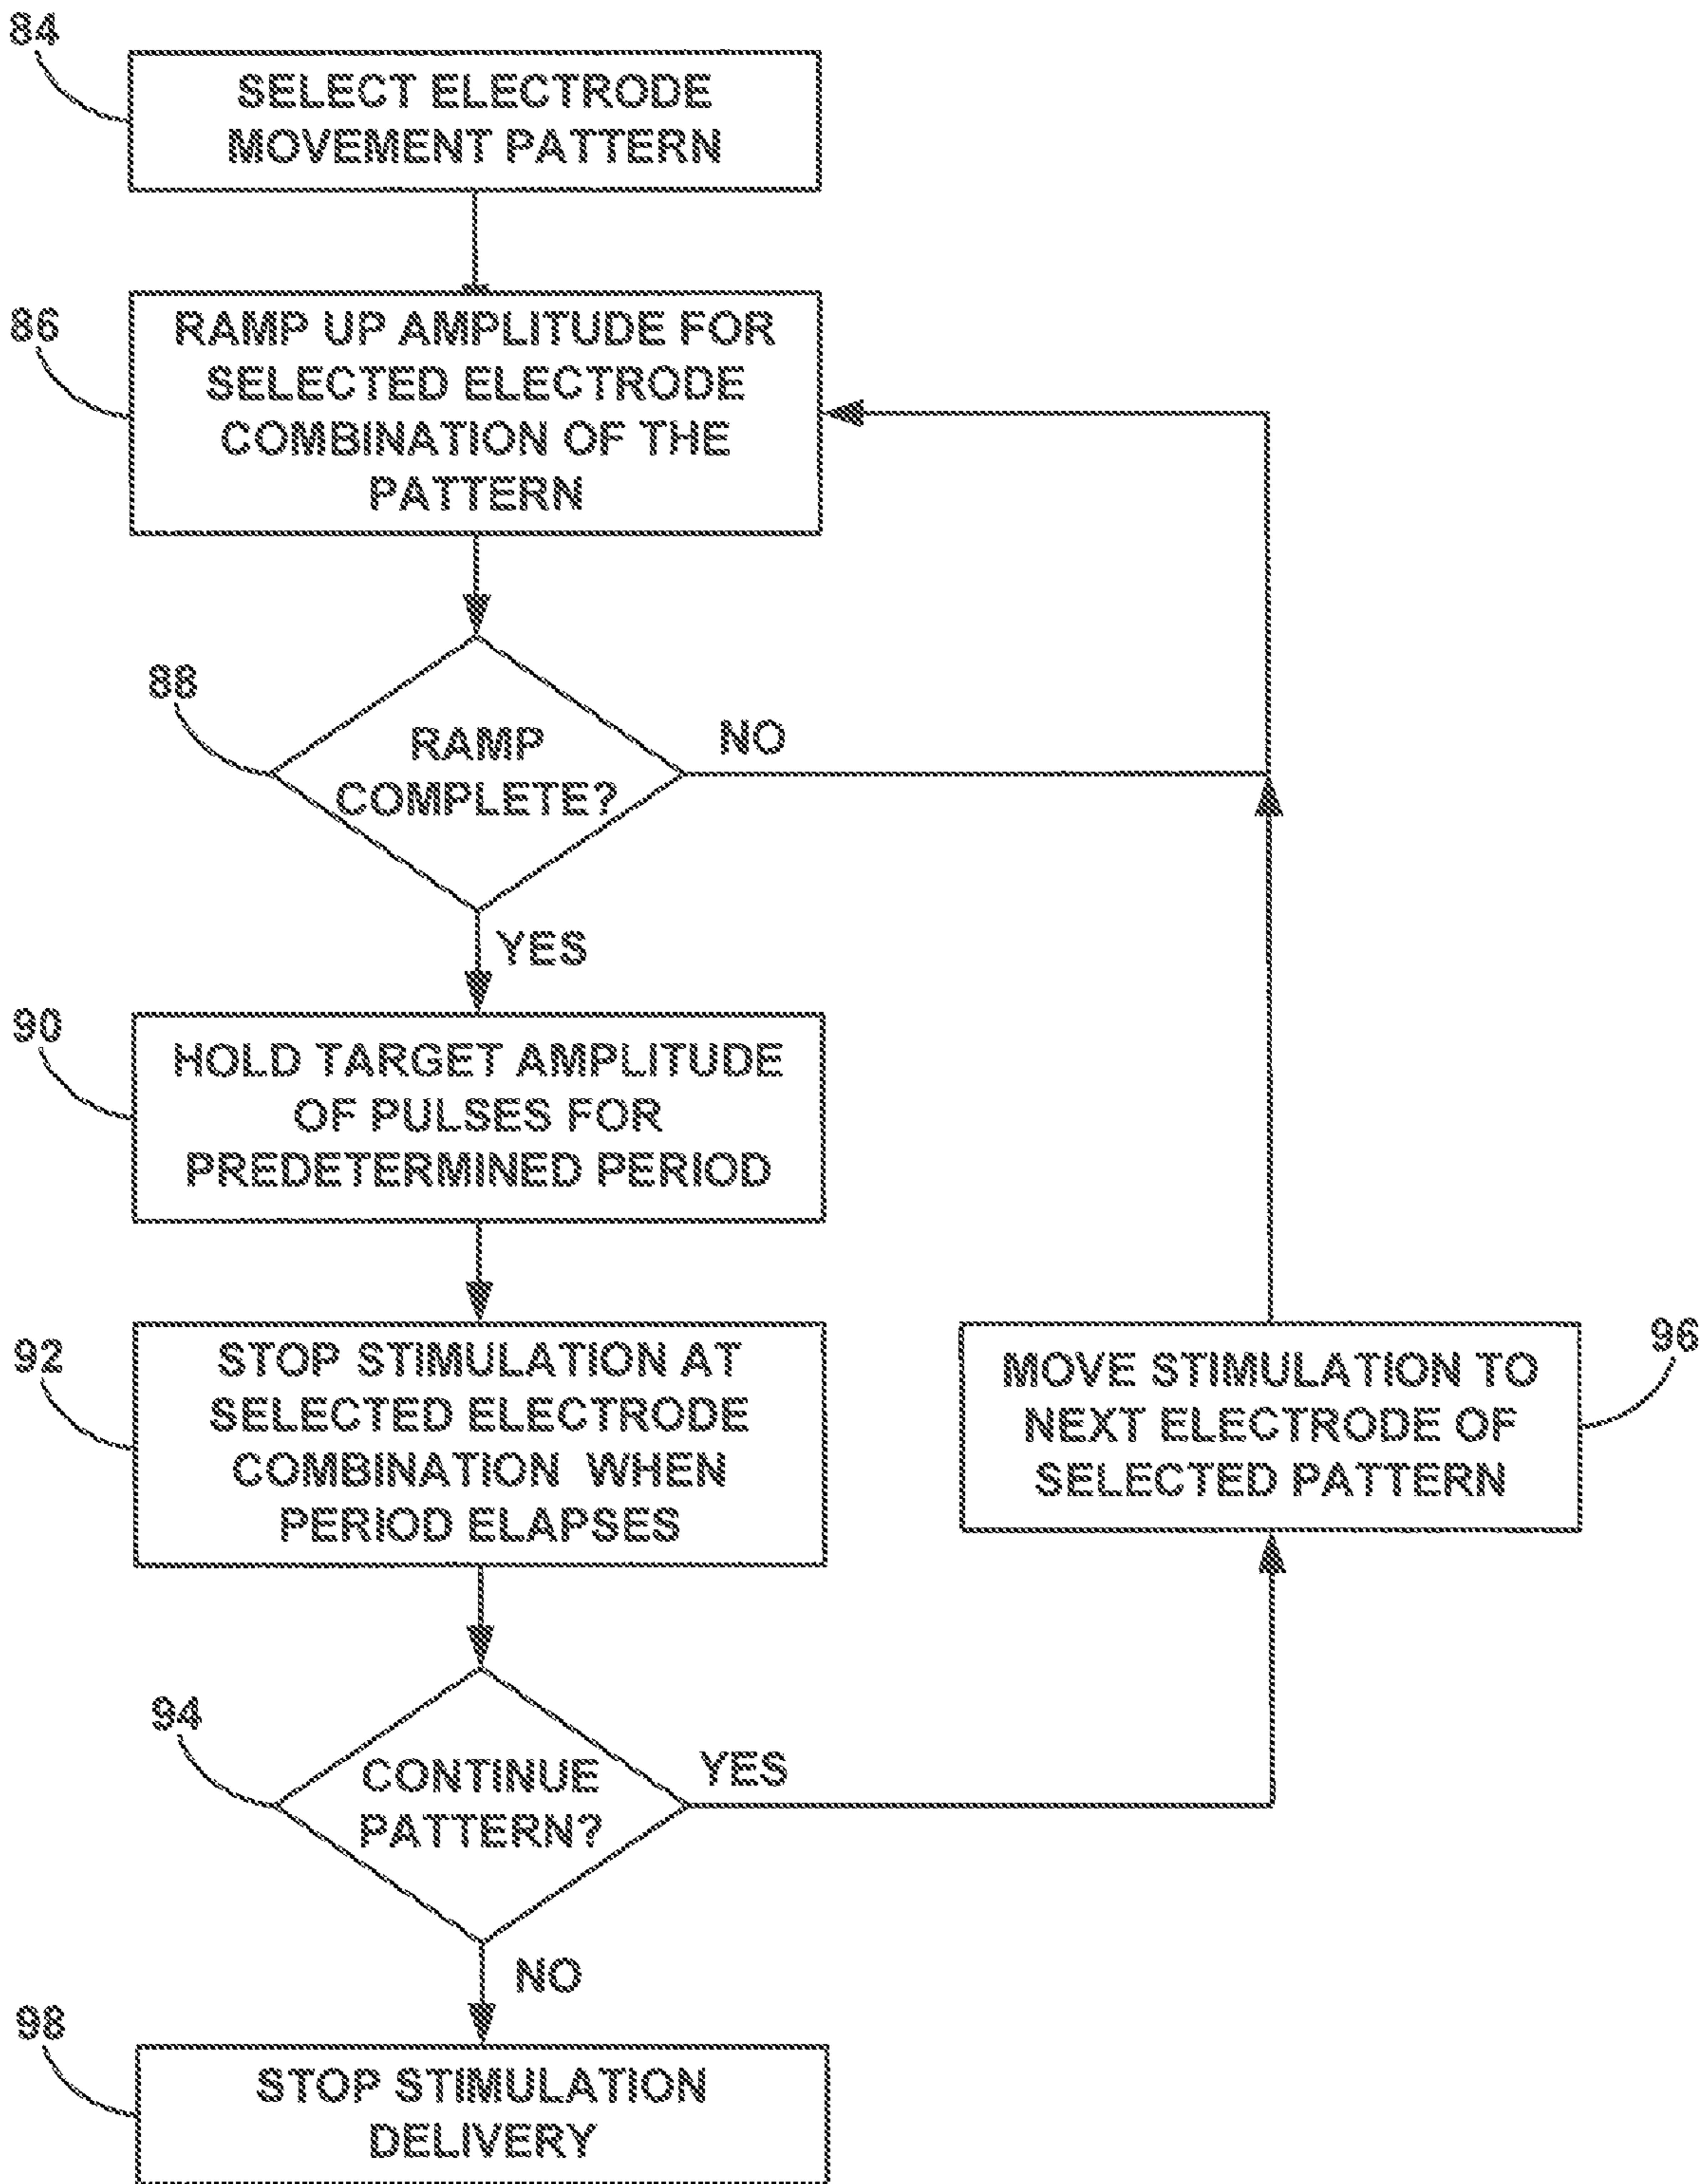 84
SELECT ELECTRODE
MOVEMENT PATTERN
86
RAMP UP AMPLITUDE FOR
SELECTED ELECTRODE
COMBINATION OF THE
PATTERN
88
RAMP
COMPLETE?
NO
YES
90
HOLD TARGET AMPLITUDE
OF PULSES FOR
PREDETERMINED PERIOD
92
STOP STIMULATION AT
SELECTED ELECTRODE
COMBINATION WHEN
PERIOD ELAPSES
96
MOVE STIMULATION TO
NEXT ELECTRODE OF
SELECTED PATTERN
94
CONTINUE
PATTERN?
YES
NO
98
STOP STIMULATION
DELIVERY